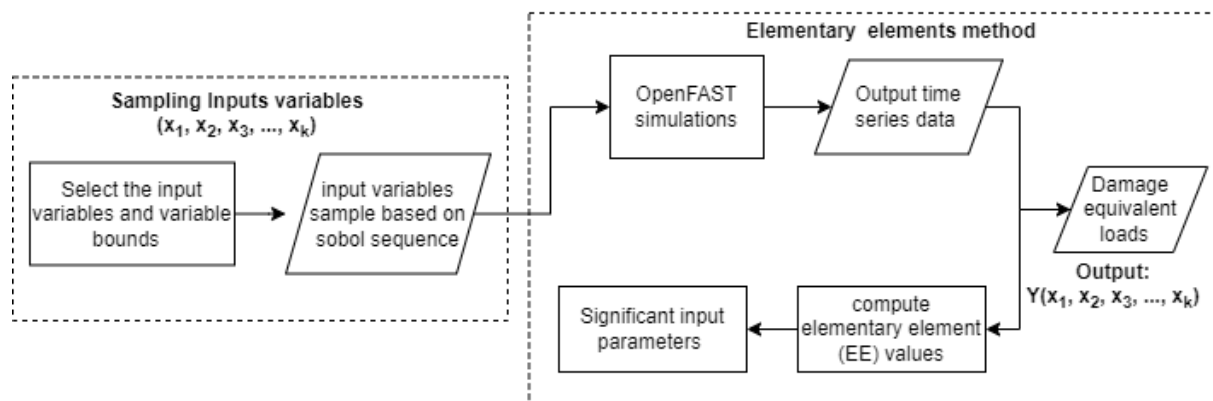 Sampling Inputs variables
(x₁, x₂, x₃, ..., xₖ)
Select the input
variables and variable
bounds
input variables
sample based on
sobol sequence
Elementary elements method
OpenFAST
simulations
Output time
series data
Damage
equivalent
loads
Output:
Y(x₁, x₂, x₃, ..., xₖ)
compute
elementary element
(EE) values
Significant input
parameters